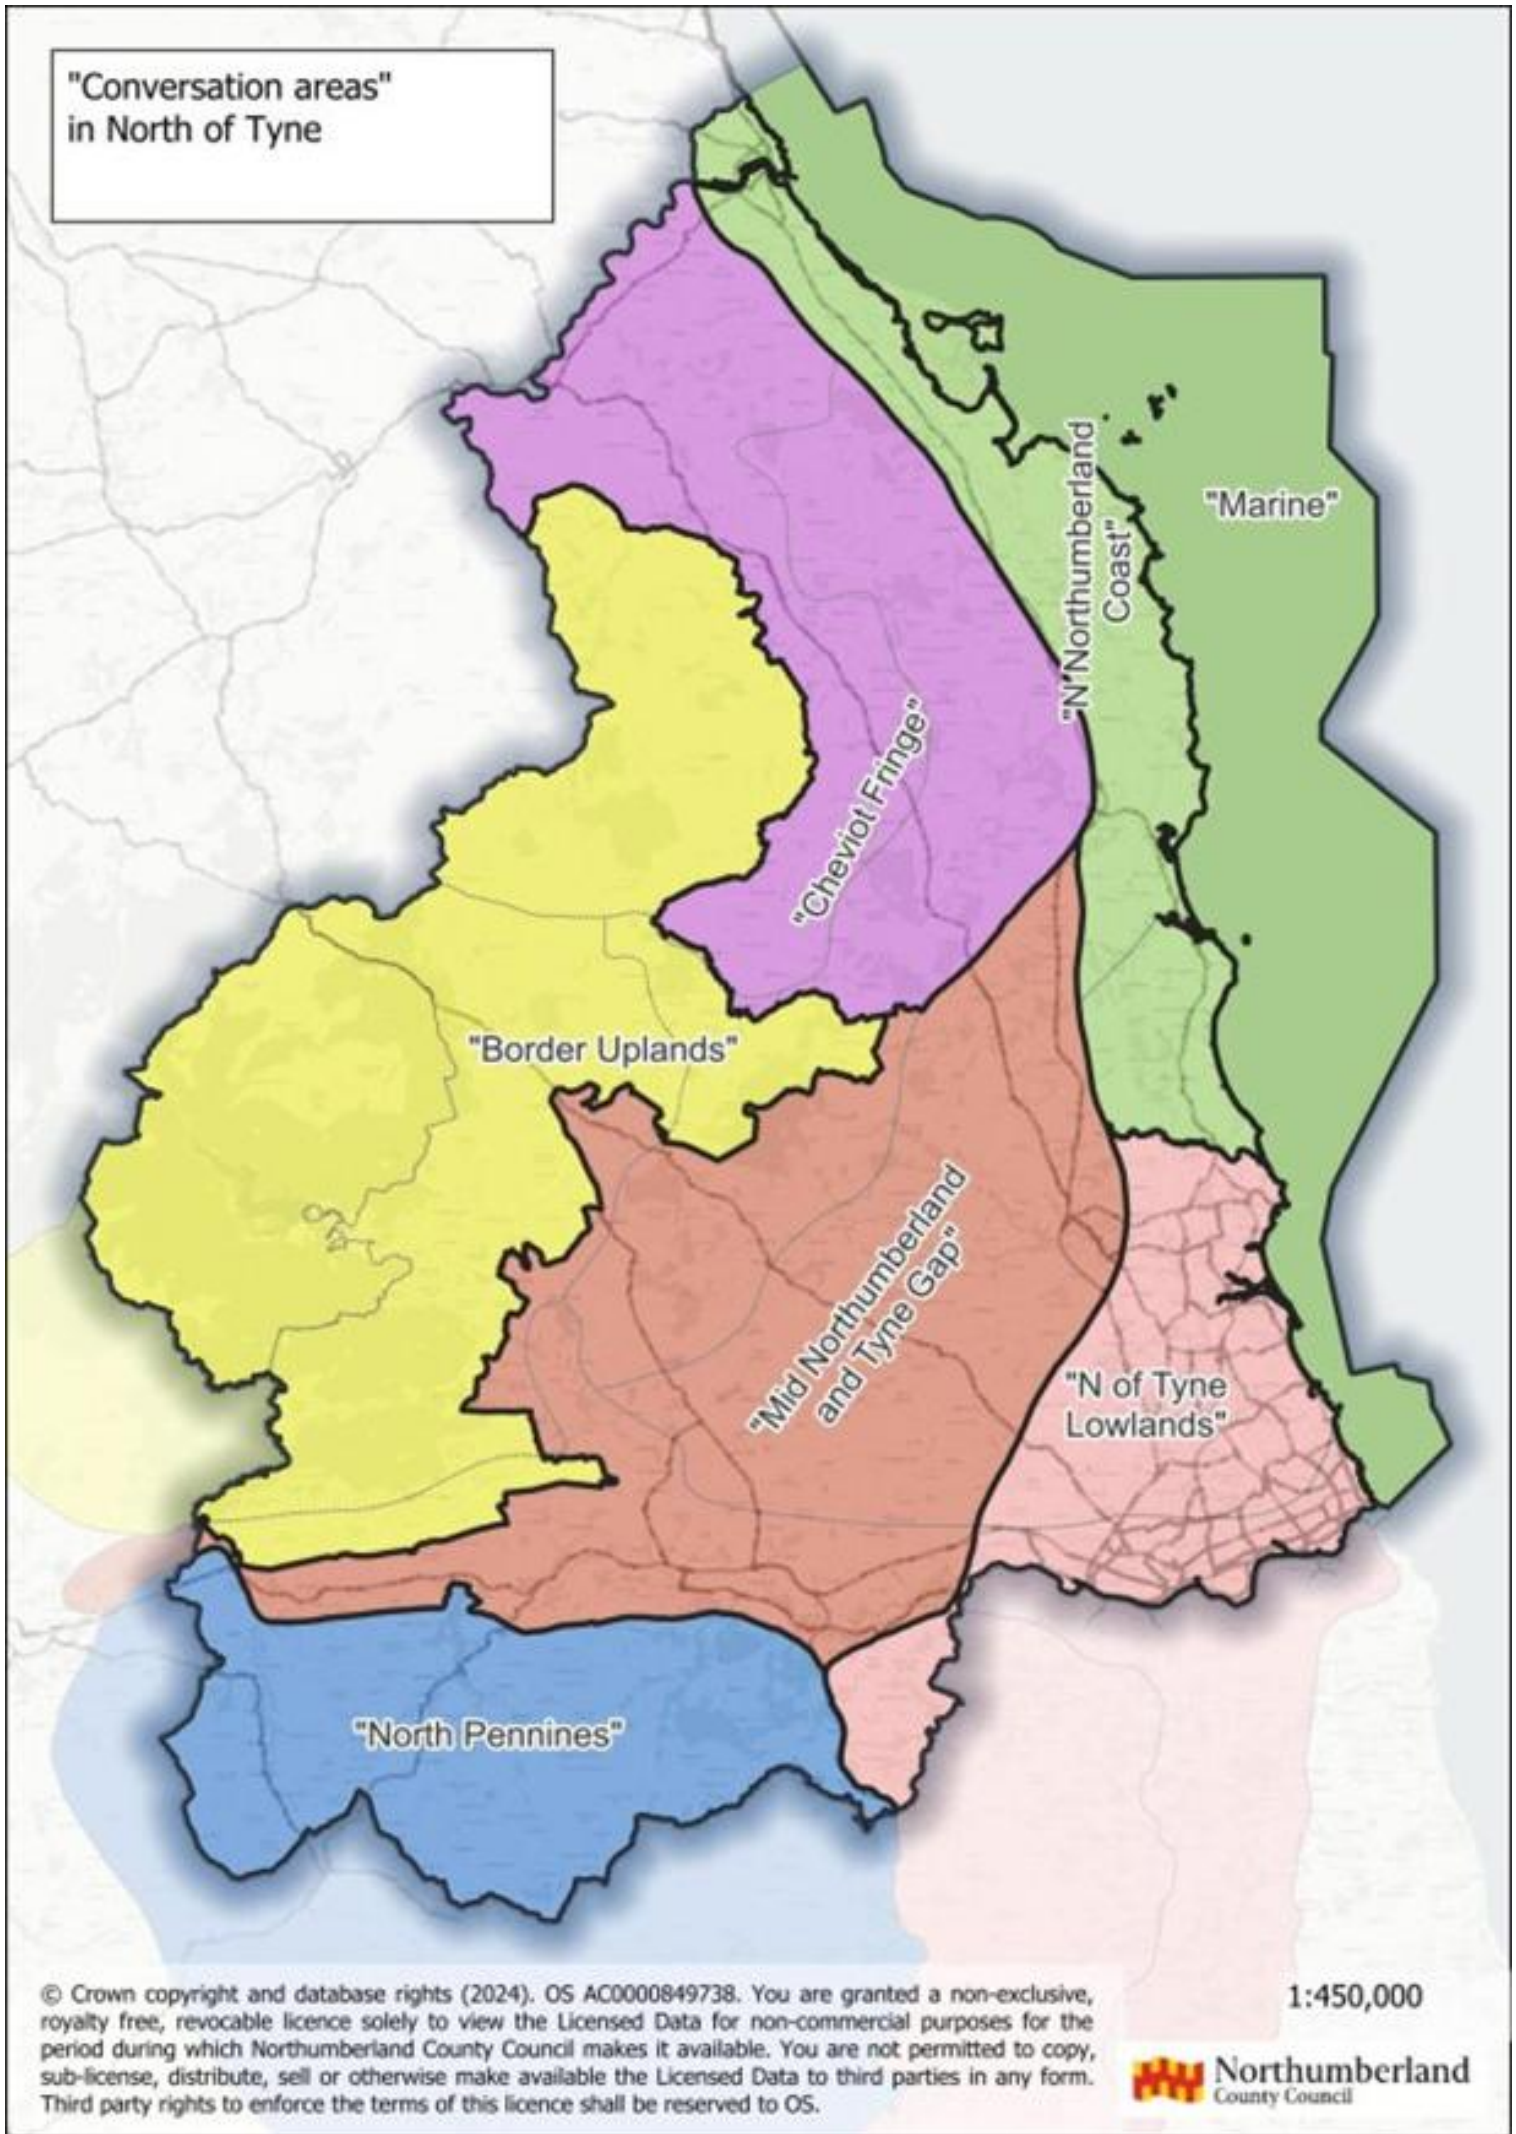 "Conversation areas"
in North of Tyne
"Marine"
"N Northumberland
Coast"
"Cheviot Fringe"
"Border Uplands"
"Mid Northumberland
and Tyne Gap"
"N of Tyne
Lowlands"
"North Pennines"
© Crown copyright and database rights (2024). OS AC0000849738. You are granted a non-exclusive,
royalty free, revocable licence solely to view the Licensed Data for non-commercial purposes for the
period during which Northumberland County Council makes it available. You are not permitted to copy,
sub-license, distribute, sell or otherwise make available the Licensed Data to third parties in any form.
Third party rights to enforce the terms of this licence shall be reserved to OS.
1:450,000
Northumberland
County Council